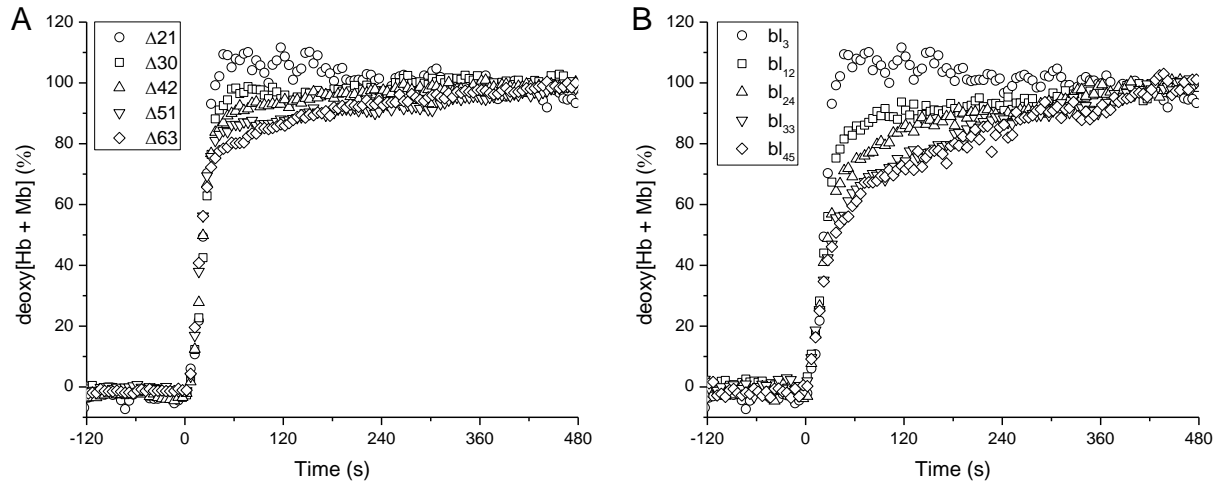 A
Δ21
Δ30
Δ42
Δ51
Δ63
120
100
80
60
40
20
0
deoxy[Hb + Mb] (%)
-120 0 120 240 360 480
Time (s)
B
bl₃
bl₁₂
bl₂₄
bl₃₃
bl₄₅
120
100
80
60
40
20
0
deoxy[Hb + Mb] (%)
-120 0 120 240 360 480
Time (s)